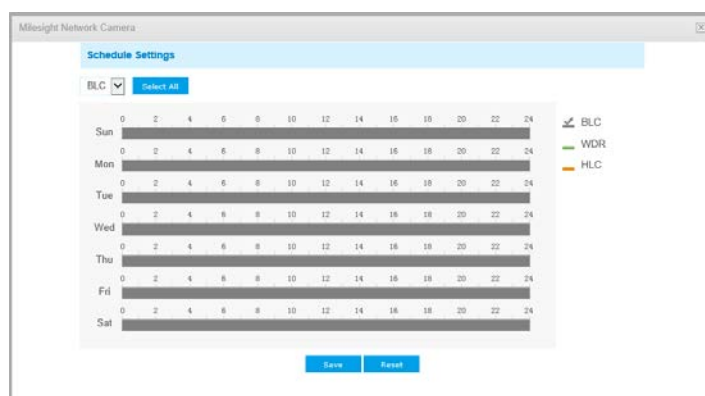 Milesight Network Camera
Schedule Settings
BLC Select All
0 2 4 6 8 10 12 14 16 18 20 22 24
Sun
0 2 4 6 8 10 12 14 16 18 20 22 24
Mon
0 2 4 6 8 10 12 14 16 18 20 22 24
Tue
0 2 4 6 8 10 12 14 16 18 20 22 24
Wed
0 2 4 6 8 10 12 14 16 18 20 22 24
Thu
0 2 4 6 8 10 12 14 16 18 20 22 24
Fri
0 2 4 6 8 10 12 14 16 18 20 22 24
Sat
BLC
WDR
HLC
Save Reset